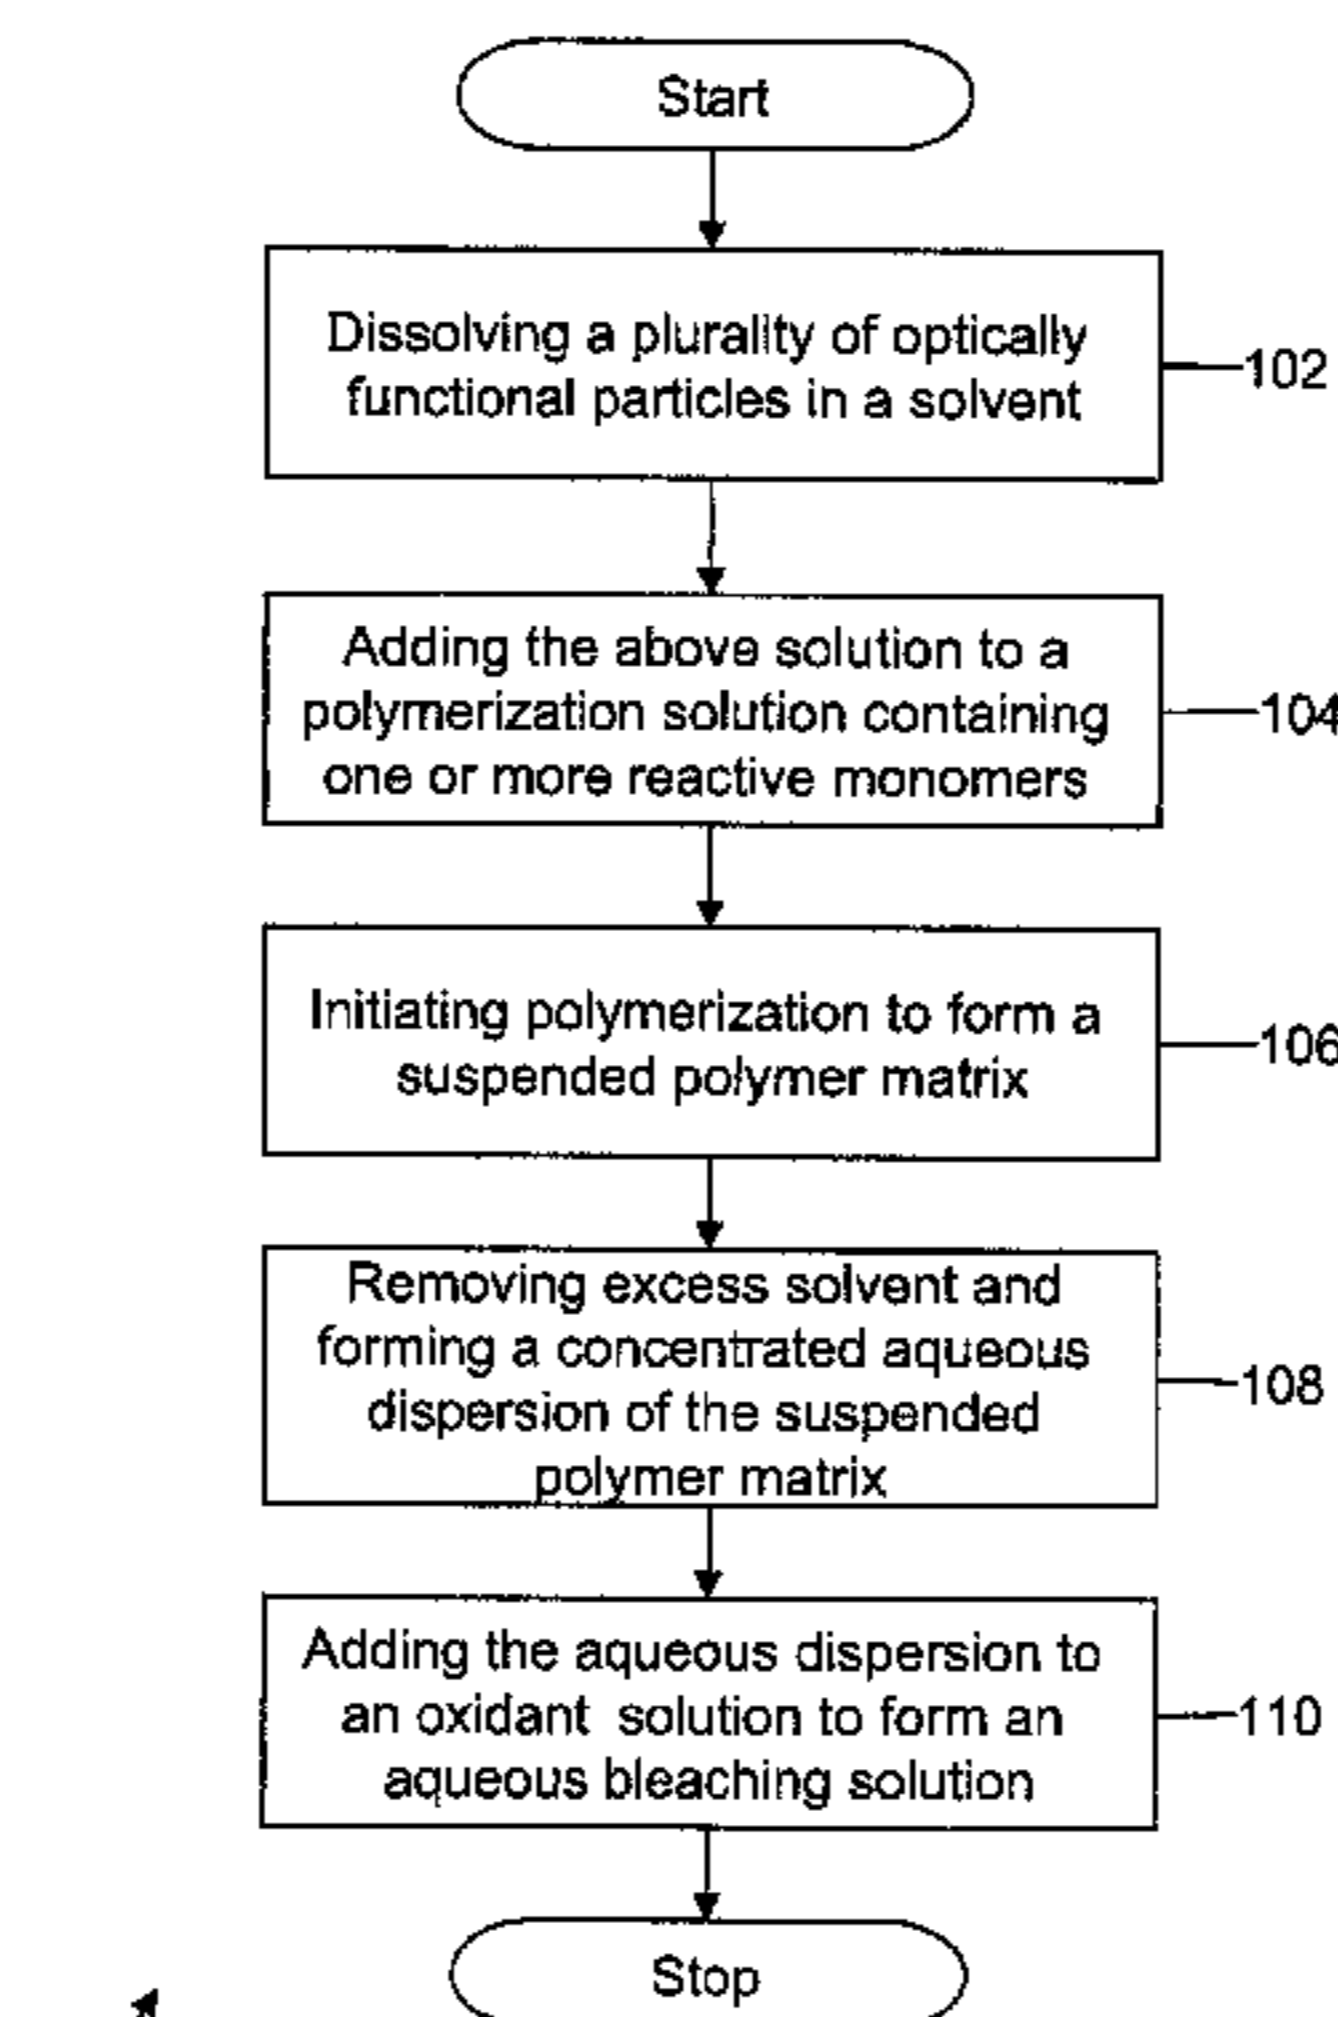 Start
Dissolving a plurality of optically
functional particles in a solvent
102
Adding the above solution to a
polymerization solution containing
one or more reactive monomers
104
Initiating polymerization to form a
suspended polymer matrix
106
Removing excess solvent and
forming a concentrated aqueous
dispersion of the suspended
polymer matrix
108
Adding the aqueous dispersion to
an oxidant solution to form an
aqueous bleaching solution
110
Stop